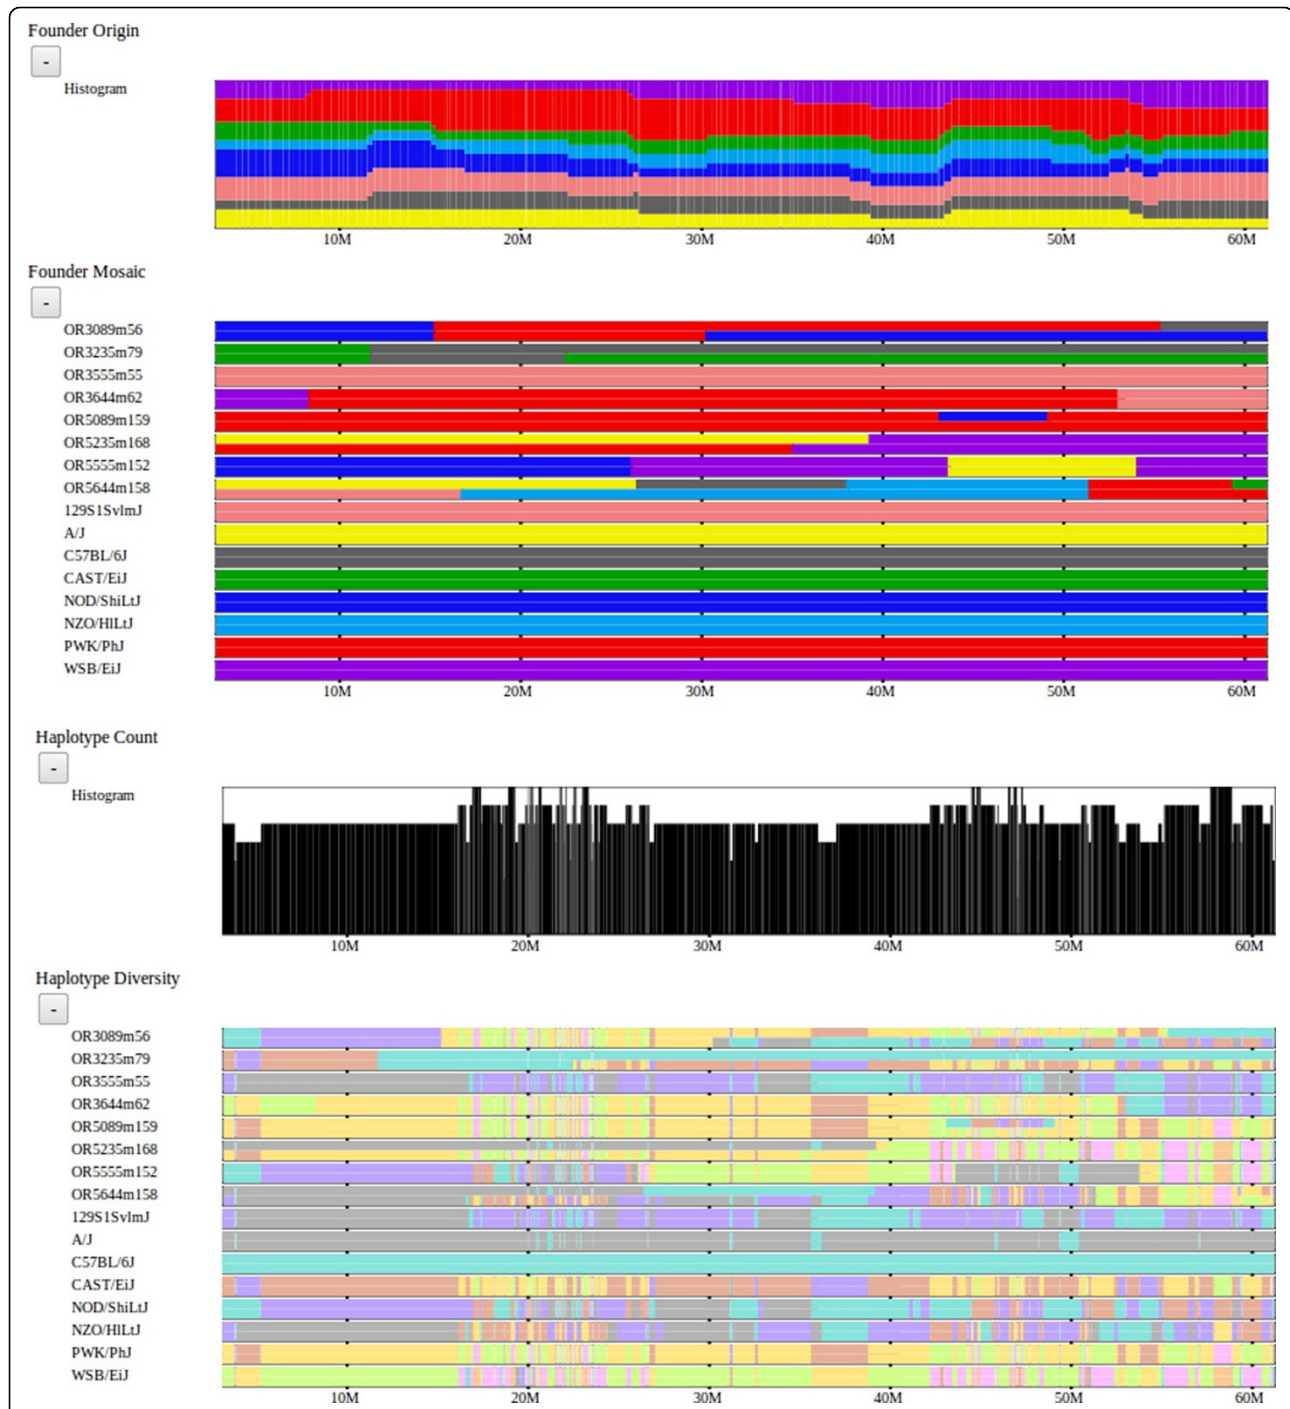 Founder Origin
-
Histogram
10M 20M 30M 40M 50M 60M
Founder Mosaic
-
OR3089m56
OR3235m79
OR3555m55
OR3644m62
OR5089m159
OR5235m168
OR5555m152
OR5644m158
129S1SvlmJ
A/J
C57BL/6J
CAST/EiJ
NOD/ShiLtJ
NZO/HlLtJ
PWK/PhJ
WSB/EiJ
10M 20M 30M 40M 50M 60M
Haplotype Count
-
Histogram
10M 20M 30M 40M 50M 60M
Haplotype Diversity
-
OR3089m56
OR3235m79
OR3555m55
OR3644m62
OR5089m159
OR5235m168
OR5555m152
OR5644m158
129S1SvlmJ
A/J
C57BL/6J
CAST/EiJ
NOD/ShiLtJ
NZO/HlLtJ
PWK/PhJ
WSB/EiJ
10M 20M 30M 40M 50M 60M